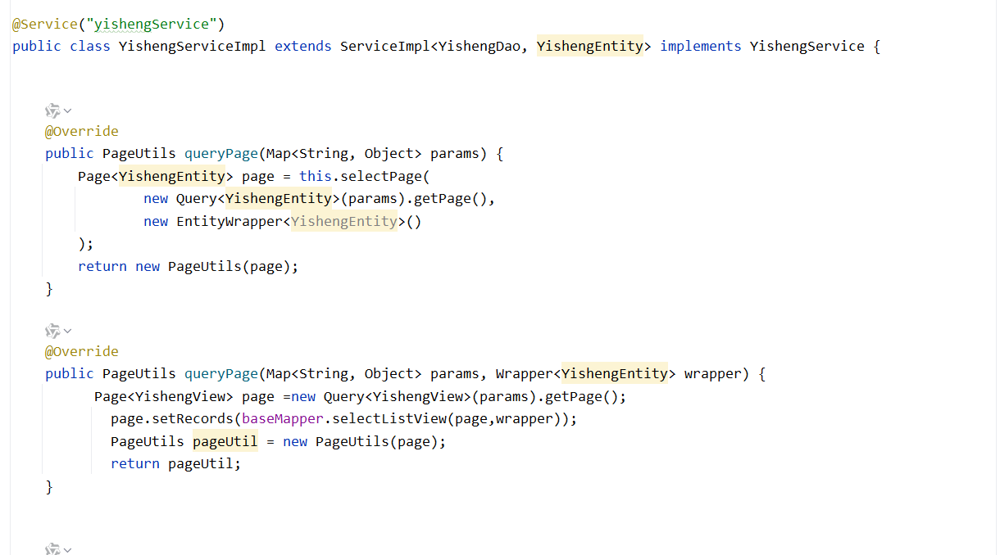 @Service("yishengService")
public class YishengServiceImpl extends ServiceImpl<YishengDao, YishengEntity> implements YishengService {
@Override
public PageUtils queryPage(Map<String, Object> params) {
Page<YishengEntity> page = this.selectPage(
new Query<YishengEntity>(params).getPage(),
new EntityWrapper<YishengEntity>()
);
return new PageUtils(page);
}
@Override
public PageUtils queryPage(Map<String, Object> params, Wrapper<YishengEntity> wrapper) {
Page<YishengView> page =new Query<YishengView>(params).getPage();
page.setRecords(baseMapper.selectListView(page,wrapper));
PageUtils pageUtil = new PageUtils(page);
return pageUtil;
}